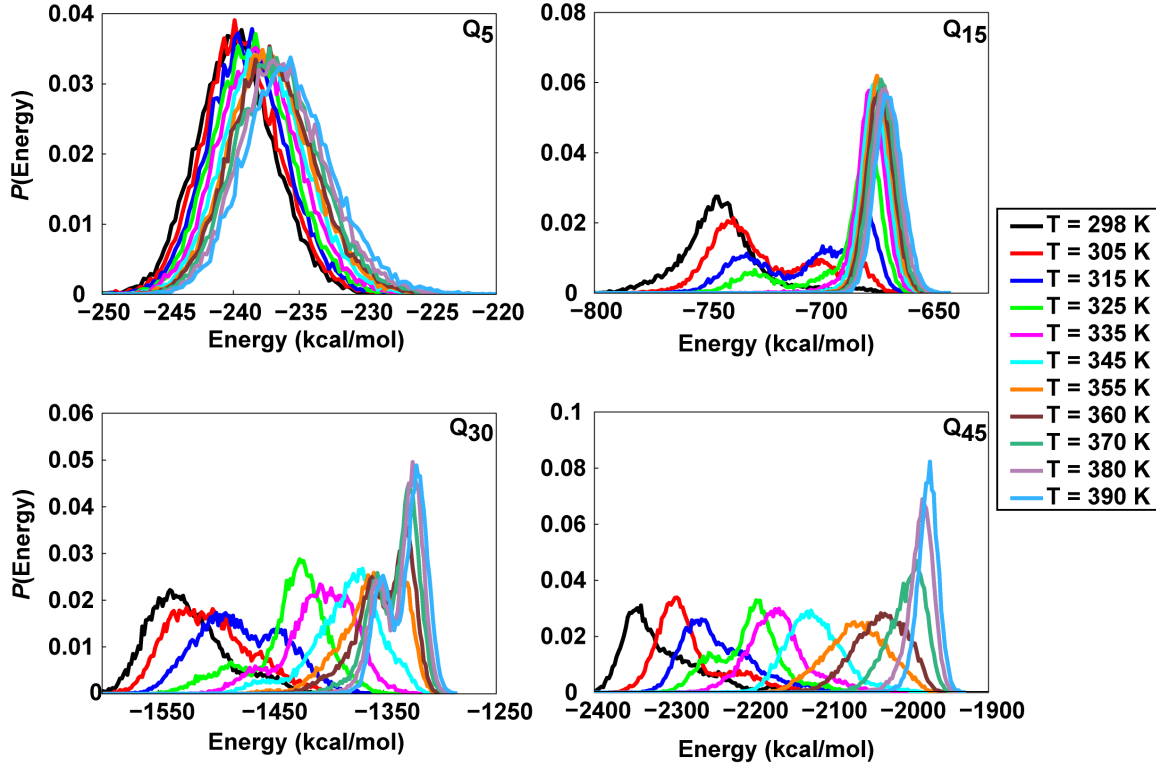 Q5
P(Energy)
0.04
0.03
0.02
0.01
0
−250 −245 −240 −235 −230 −225 −220
Energy (kcal/mol)
Q15
0.08
0.06
0.04
0.02
0
−800 −750 −700 −650
Energy (kcal/mol)
T = 298 K
T = 305 K
T = 315 K
T = 325 K
T = 335 K
T = 345 K
T = 355 K
T = 360 K
T = 370 K
T = 380 K
T = 390 K
Q30
P(Energy)
0.06
0.05
0.04
0.03
0.02
0.01
0
−1550 −1450 −1350 −1250
Energy (kcal/mol)
Q45
0.1
0.08
0.06
0.04
0.02
0
−2400 −2300 −2200 −2100 −2000 −1900
Energy (kcal/mol)